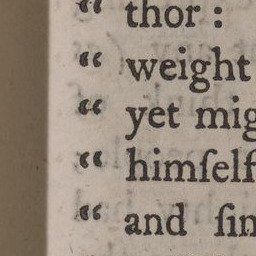 “ thor :
“ weight
“ yet mig
“ himſelf
“ and ſin